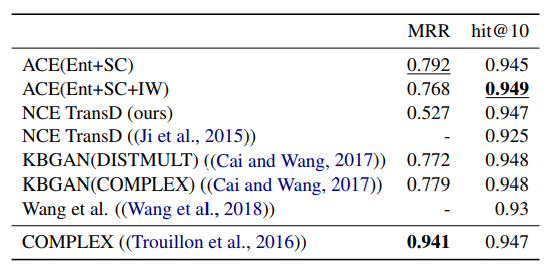 MRR hit@10
ACE(Ent+SC) 0.792 0.945
ACE(Ent+SC+IW) 0.768 0.949
NCE TransD (ours) 0.527 0.947
NCE TransD ((Ji et al., 2015)) - 0.925
KBGAN(DISTMULT) ((Cai and Wang, 2017)) 0.772 0.948
KBGAN(COMPLEX) ((Cai and Wang, 2017)) 0.779 0.948
Wang et al. ((Wang et al., 2018)) - 0.93
COMPLEX ((Trouillon et al., 2016)) 0.941 0.947